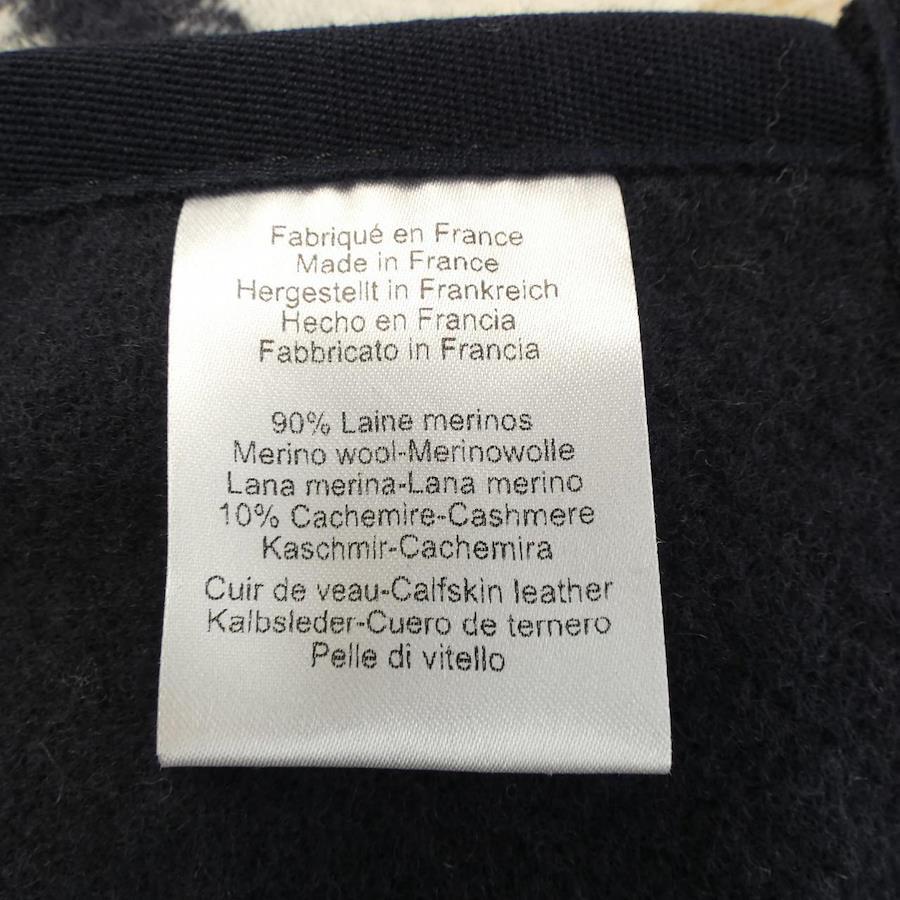 Fabriqué en France
Made in France
Hergestellt in Frankreich
Hecho en Francia
Fabbricato in Francia
90% Laine merinos
Merino wool-Merinowolle
Lana merina-Lana merino
10% Cachemire-Cashmere
Kaschmir-Cachemira
Cuir de veau-Calfskin leather
Kalbsleder-Cuero de ternero
Pelle di vitello